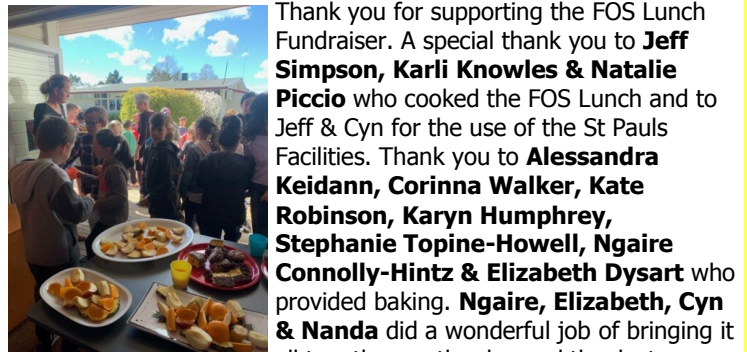 Thank you for supporting the FOS Lunch
Fundraiser. A special thank you to Jeff
Simpson, Karli Knowles & Natalie
Piccio who cooked the FOS Lunch and to
Jeff & Cyn for the use of the St Pauls
Facilities. Thank you to Alessandra
Keidann, Corinna Walker, Kate
Robinson, Karyn Humphrey,
Stephanie Topine-Howell, Ngaire
Connolly-Hintz & Elizabeth Dysart who
provided baking. Ngaire, Elizabeth, Cyn
& Nanda did a wonderful job of bringing it